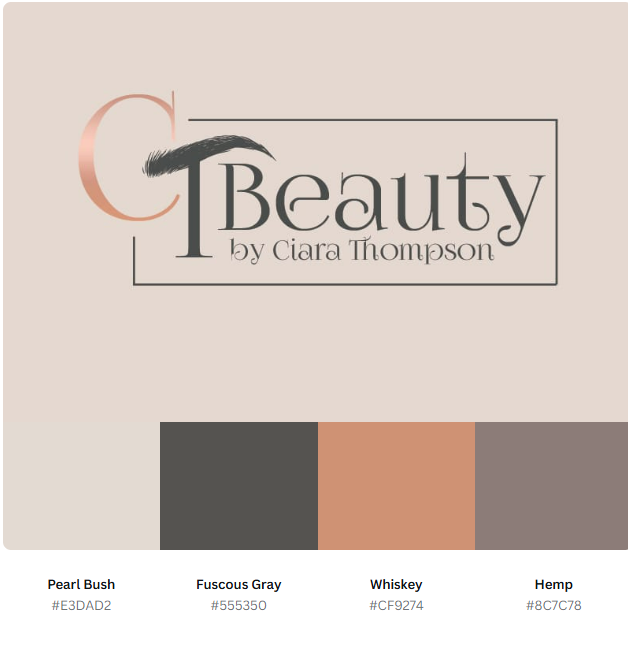 CT Beauty
by Ciara Thompson
Pearl Bush Fuscous Gray Whiskey Hemp
#E3DAD2 #555350 #CF9274 #8C7C78